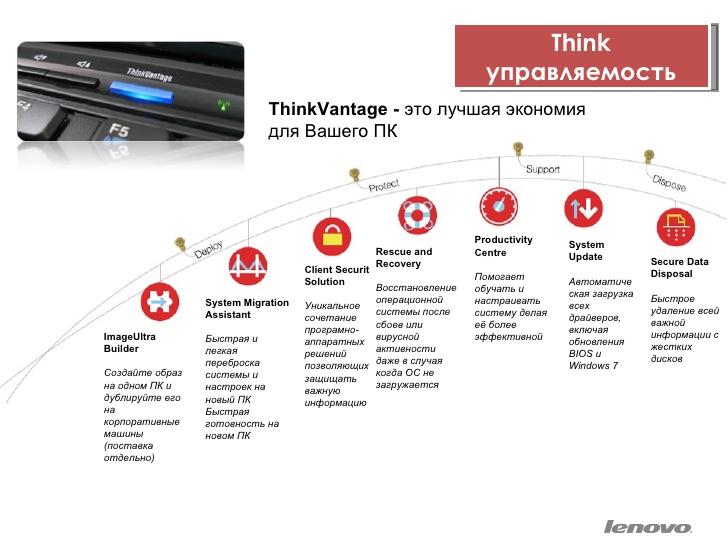 Think
управляемость
ThinkVantage
F4
F5
ThinkVantage - это лучшая экономия
для Вашего ПК
Deploy
Protect
Support
Dispose
ImageUltra
Builder
Создайте образ
на одном ПК и
дублируйте его
на
корпоративные
машины
(поставка
отдельно)
System Migration
Assistant
Быстрая и
легкая
переброска
системы и
настроек на
новый ПК
Быстрая
готовность на
новом ПК
Client Securit
Solution
Уникальное
сочетание
програмно-
аппаратных
решений
позволяющих
защищать
важную
информацию
Rescue and
Recovery
Восстановление
операционной
системы после
сбоев или
вирусной
активности
даже в случая
когда ОС не
загружается
Productivity
Centre
Помогает
обучать и
настраивать
систему делая
её более
эффективной
System
Update
Автоматиче
ская загрузка
всех
драйверов,
включая
обновления
BIOS и
Windows 7
Secure Data
Disposal
Быстрое
удаление всей
важной
информации с
жестких
дисков
lenovo